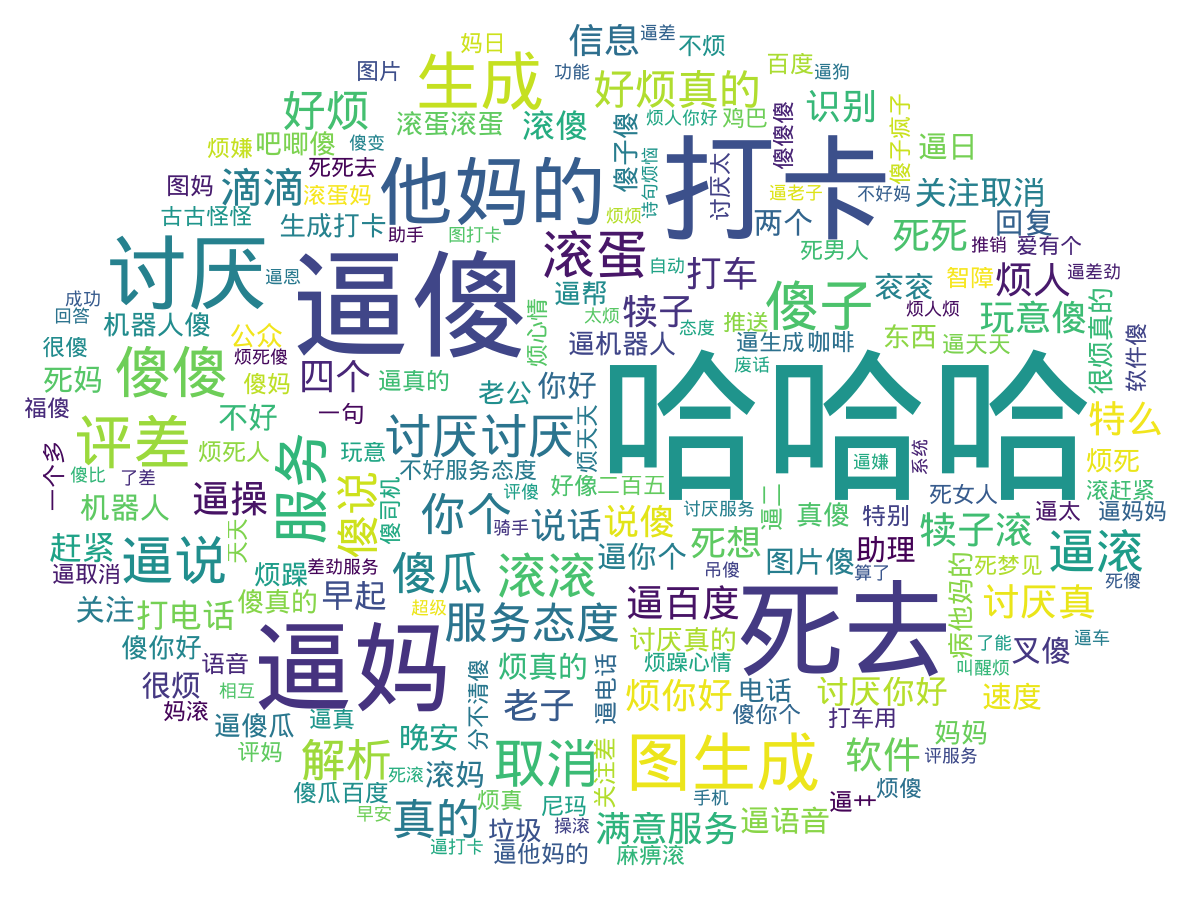 妈日
信息
逼差
不烦
图片
生成
功能
好烦真的
百度
逼狗
好烦
滚蛋滚蛋
滚傻
烦人你好
鸡巴
识别
傻子疯子
烦嫌
吧唧傻
傻变
死死去
傻子傻
傻傻傻
逼日
图妈
滴滴
滚蛋妈
他妈的
诗句烦恼
打卡
讨厌太
逼老子
不好妈
关注取消
古古怪怪
生成打卡
助手
图打卡
烦烦
两个
死死
回复
讨厌
逼恩
逼傻
滚蛋
自动
打车
死男人
推销
爱有个
成功
回答
机器人傻
公众
烦心情
逼帮
太烦
犊子
态度
傻子
衮衮
智障
烦人
逼差劲
很傻
傻傻
烦死傻
逼机器人
推送
逼生成
咖啡
东西
烦人烦
玩意傻
逼天天
很烦真的
软件傻
死妈
傻妈
四个
逼真的
老公
你好
废话
哈哈哈
福傻
评差
不好
一句
讨厌讨厌
烦天天
特么
一个多
傻比
了差
烦死人
服务
玩意
不好服务态度
逼嫌
系统
烦死
机器人
逼操
傻说
傻司机
评傻
好像二百五
逼二
死女人
滚赶紧
天天
你个
骑手
说话
说傻
讨厌服务
真傻
特别
犊子滚
逼太
逼妈妈
赶紧
逼说
差劲服务
逼你个
死想
图片傻
助理
逼滚
逼取消
烦躁
傻瓜
滚滚
吊傻
算了
死梦见
死傻
关注
打电话
傻真的
早起
超级
服务态度
逼百度
死去
病他妈的
讨厌真
傻你好
语音
逼妈
讨厌真的
了能
叉傻
逼车
很烦
相互
烦真的
烦躁心情
叫醒烦
妈滚
老子
逼电话
烦你好
电话
讨厌你好
速度
逼傻瓜
逼真
分不清傻
傻你个
打车用
妈妈
评妈
解析
晚安
取消
图生成
软件
评服务
死滚
滚妈
关注差
傻瓜百度
烦真
尼玛
手机
逼艹
烦傻
早安
真的
垃圾
操滚
满意服务
逼语音
逼打卡
逼他妈的
麻痹滚